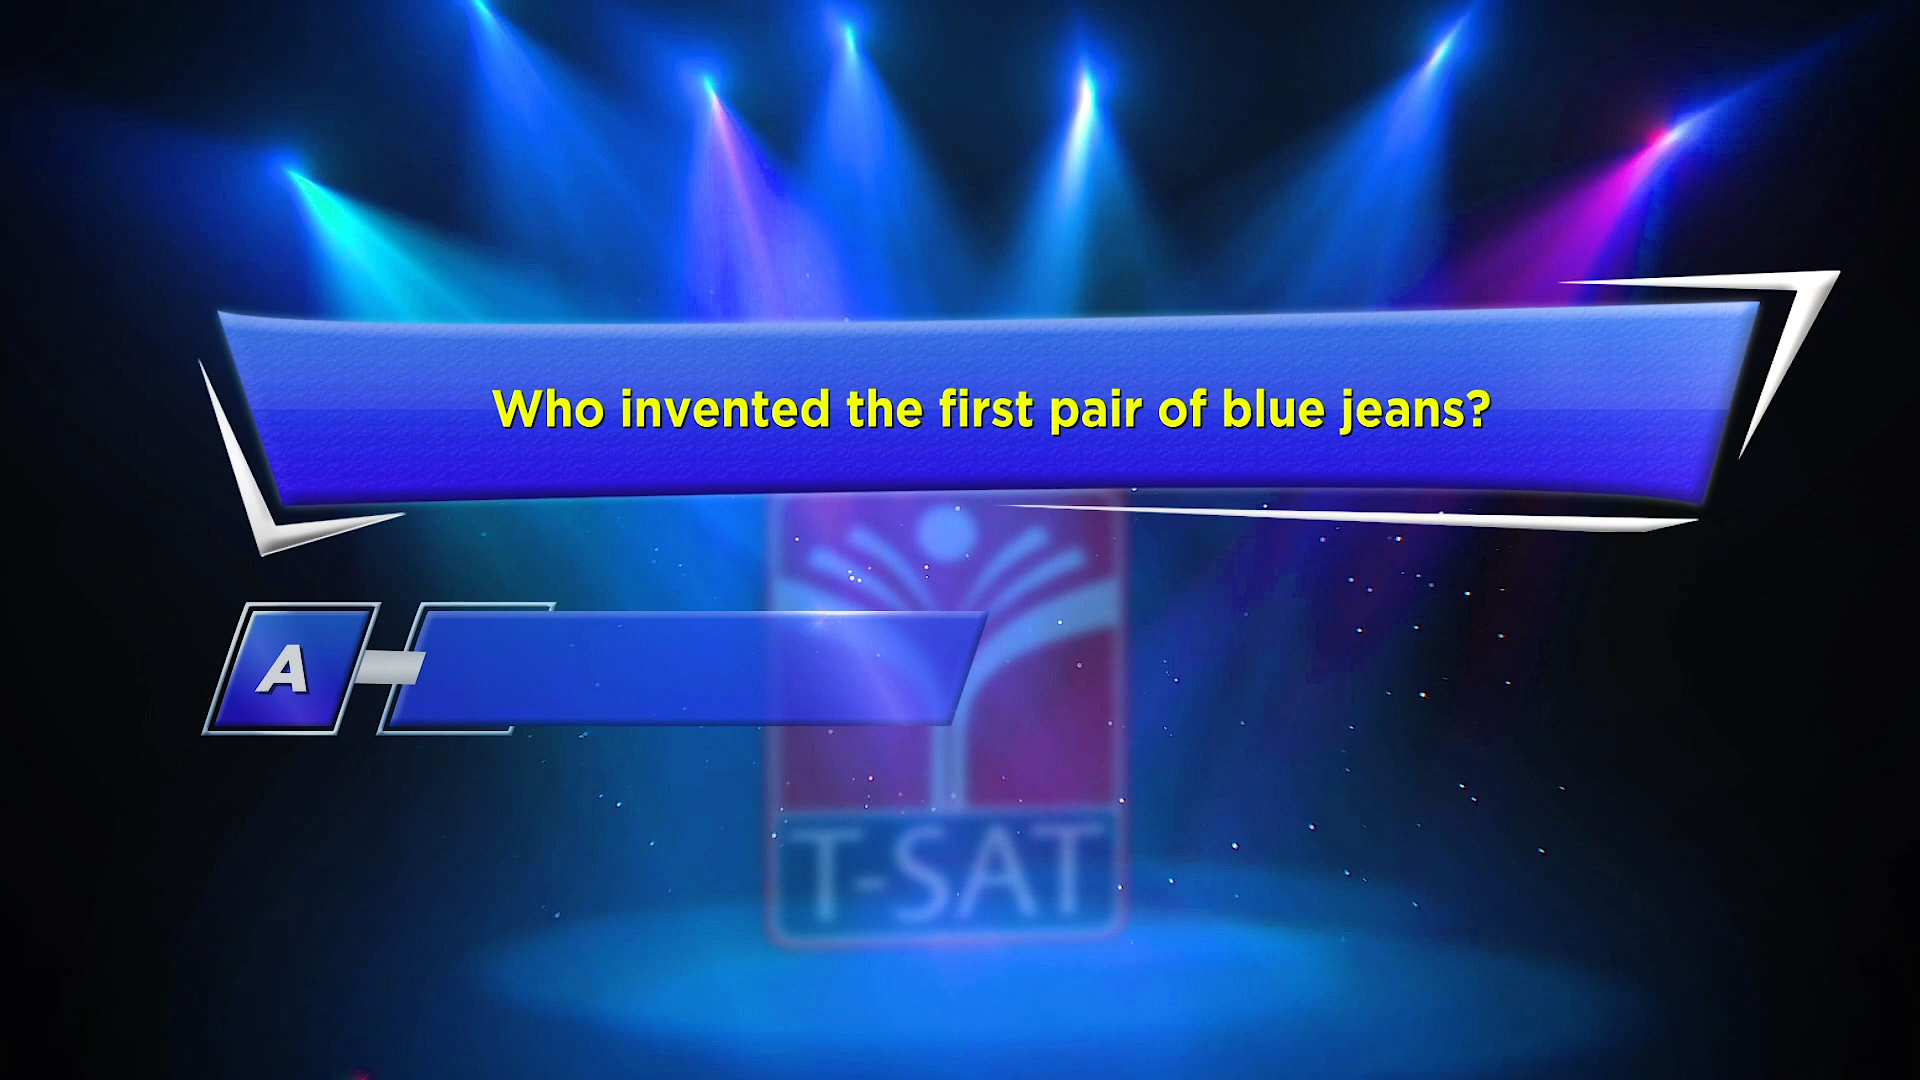 Who invented the first pair of blue jeans?
A
T-SAT